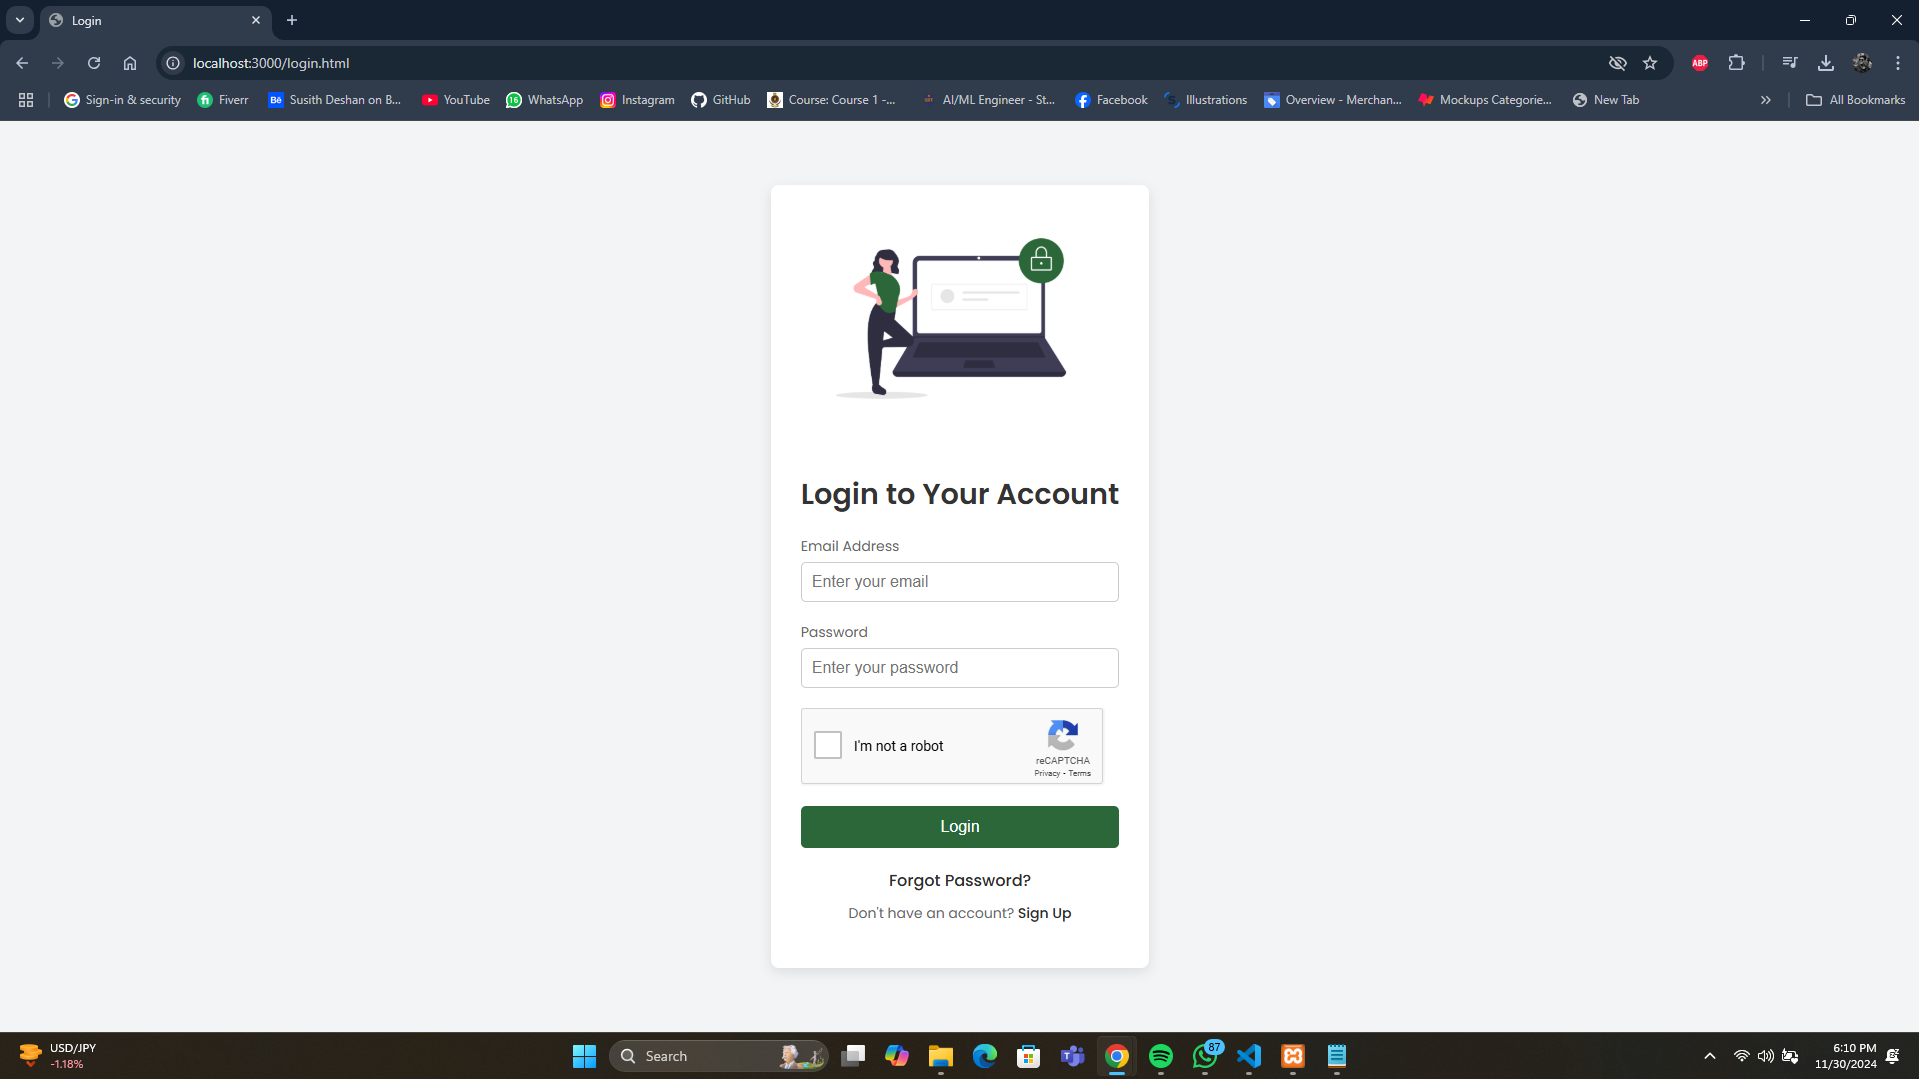 Login
localhost:3000/login.html
ABP
Sign-in & security
Fiverr
Bē Susith Deshan on B...
YouTube
16 WhatsApp
Instagram
GitHub
Course: Course 1 -...
AI/ML Engineer - St...
Facebook
Illustrations
Overview - Merchan...
Mockups Categorie...
New Tab
All Bookmarks
Login to Your Account
Email Address
Enter your email
Password
Enter your password
I'm not a robot
reCAPTCHA
Privacy - Terms
Login
Forgot Password?
Don't have an account? Sign Up
USD/JPY
-1.18%
Search
87
6:10 PM
11/30/2024